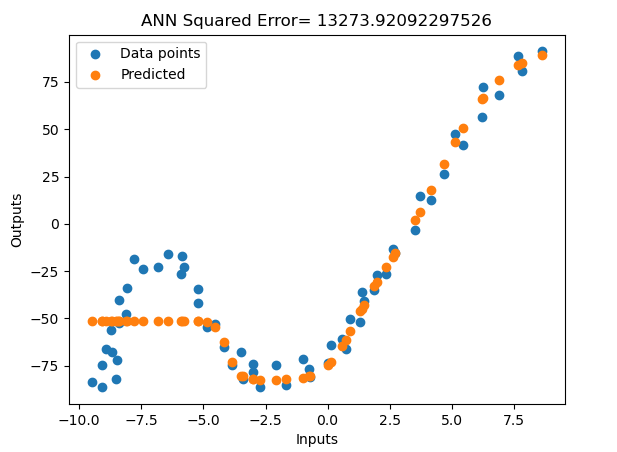 ANN Squared Error= 13273.92092297526
Data points
Predicted
75
50
25
0
−25
−50
−75
Outputs
−10.0 −7.5 −5.0 −2.5 0.0 2.5 5.0 7.5
Inputs